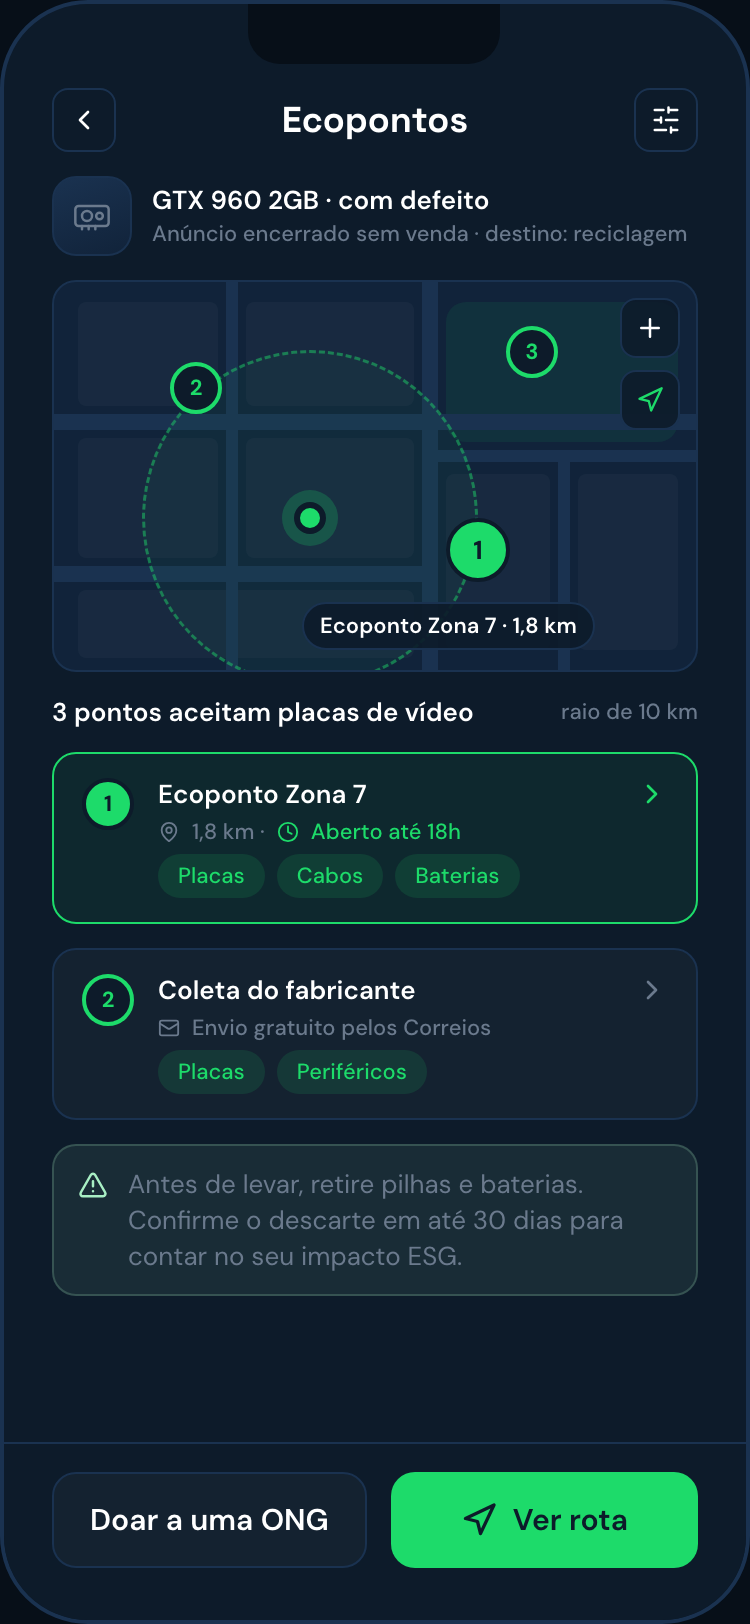 Ecopontos
GTX 960 2GB · com defeito
Anúncio encerrado sem venda · destino: reciclagem
2
3
1
Ecoponto Zona 7 · 1,8 km
3 pontos aceitam placas de vídeo
raio de 10 km
1
Ecoponto Zona 7
1,8 km · Aberto até 18h
Placas
Cabos
Baterias
2
Coleta do fabricante
Envio gratuito pelos Correios
Placas
Periféricos
Antes de levar, retire pilhas e baterias.
Confirme o descarte em até 30 dias para
contar no seu impacto ESG.
Doar a uma ONG
Ver rota